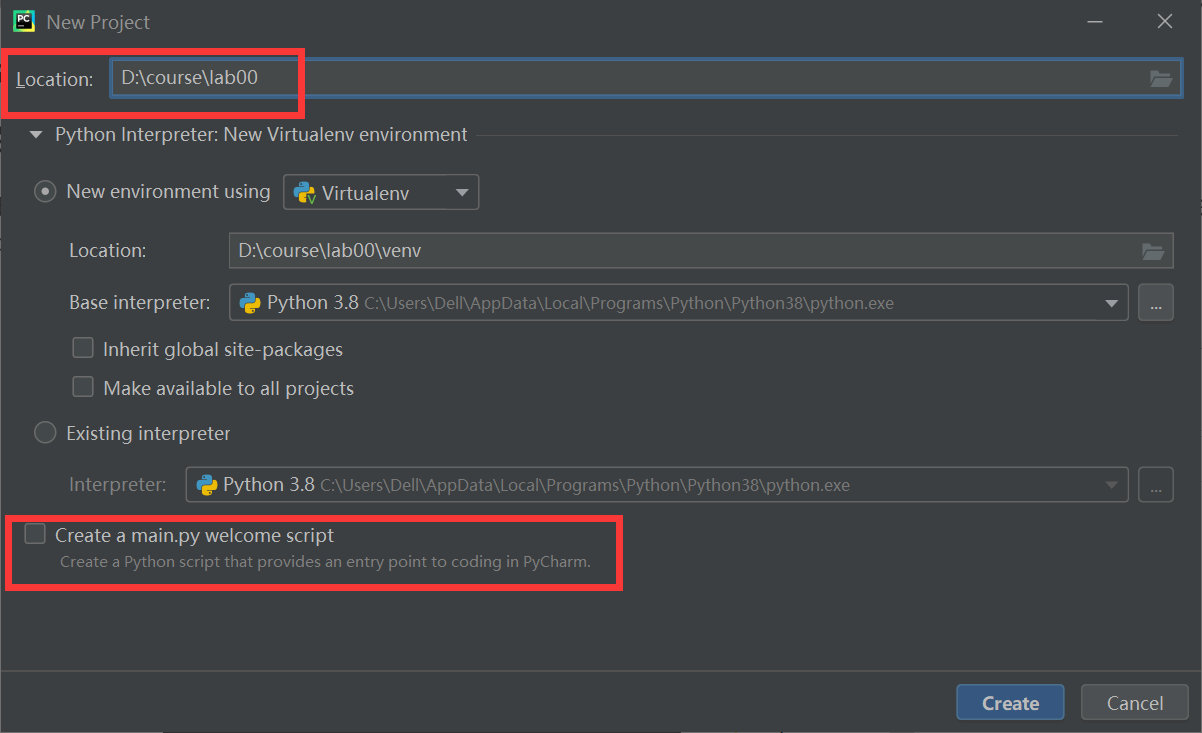 PC New Project
Location: D:\course\lab00
Python Interpreter: New Virtualenv environment
New environment using V Virtualenv
Location: D:\course\lab00\venv
Base interpreter: Python 3.8 C:\Users\Dell\AppData\Local\Programs\Python\Python38\python.exe ...
Inherit global site-packages
Make available to all projects
Existing interpreter
Interpreter: Python 3.8 C:\Users\Dell\AppData\Local\Programs\Python\Python38\python.exe ...
Create a main.py welcome script
Create a Python script that provides an entry point to coding in PyCharm.
Create Cancel